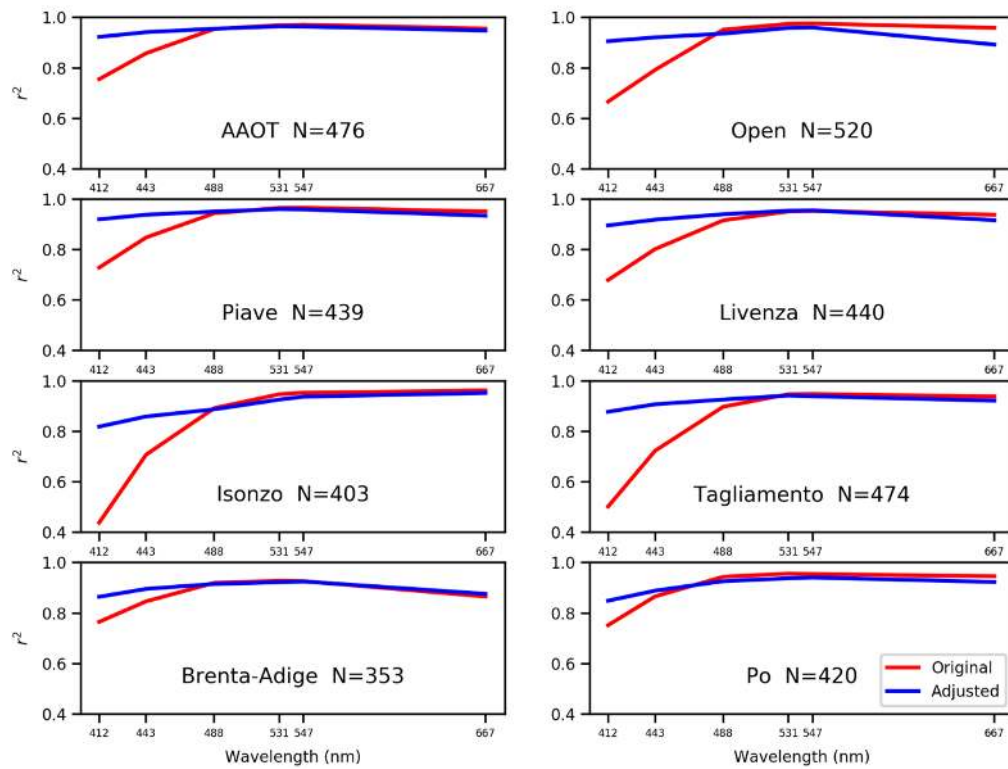 1.0
0.8
0.6
0.4
r²
AAOT N=476
412 443 488 531 547 667
Open N=520
412 443 488 531 547 667
1.0
0.8
0.6
0.4
r²
Piave N=439
412 443 488 531 547 667
Livenza N=440
412 443 488 531 547 667
1.0
0.8
0.6
0.4
r²
Isonzo N=403
412 443 488 531 547 667
Tagliamento N=474
412 443 488 531 547 667
1.0
0.8
0.6
0.4
r²
Brenta-Adige N=353
412 443 488 531 547 667
Wavelength (nm)
Po N=420
Original
Adjusted
412 443 488 531 547 667
Wavelength (nm)
1.0
0.8
0.6
0.4
1.0
0.8
0.6
0.4
1.0
0.8
0.6
0.4
1.0
0.8
0.6
0.4